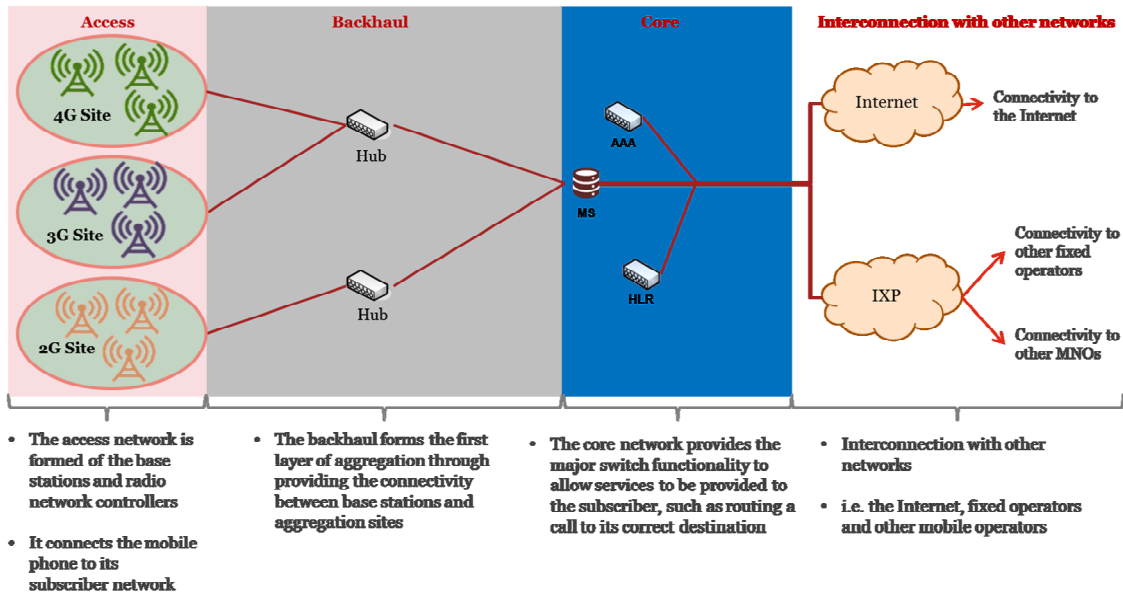 Access
Backhaul
Core
Interconnection with other networks
4G Site
3G Site
2G Site
Hub
Hub
AAA
MS
HLR
Internet
IXP
Connectivity to
the Internet
Connectivity to
other fixed
operators
Connectivity to
other MNOs
• The access network is
formed of the base
stations and radio
network controllers
• It connects the mobile
phone to its
subscriber network
• The backhaul forms the first
layer of aggregation through
providing the connectivity
between base stations and
aggregation sites
• The core network provides the
major switch functionality to
allow services to be provided to
the subscriber, such as routing a
call to its correct destination
• Interconnection with other
networks
• i.e. the Internet, fixed operators
and other mobile operators